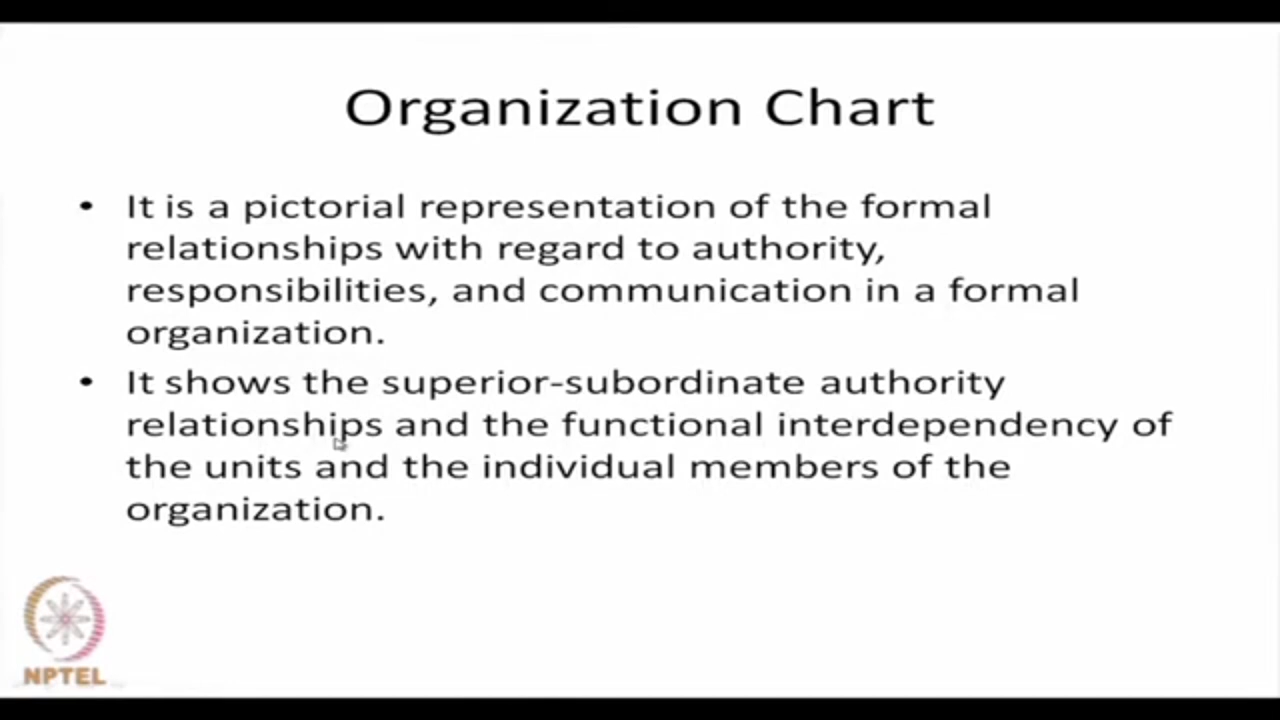 Organization Chart
• It is a pictorial representation of the formal
relationships with regard to authority,
responsibilities, and communication in a formal
organization.
• It shows the superior-subordinate authority
relationships and the functional interdependency of
the units and the individual members of the
organization.
NPTEL